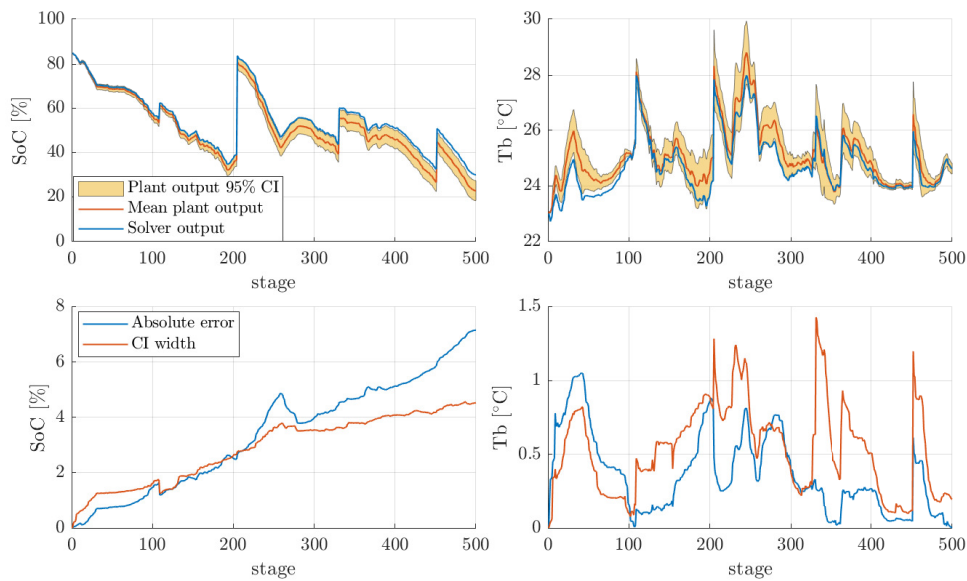 100
80
60
40
20
0
SoC [%]
Plant output 95% CI
Mean plant output
Solver output
0 100 200 300 400 500
stage
30
28
26
24
22
Tb [°C]
0 100 200 300 400 500
stage
8
6
4
2
0
SoC [%]
Absolute error
CI width
0 100 200 300 400 500
stage
1.5
1
0.5
0
Tb [°C]
0 100 200 300 400 500
stage